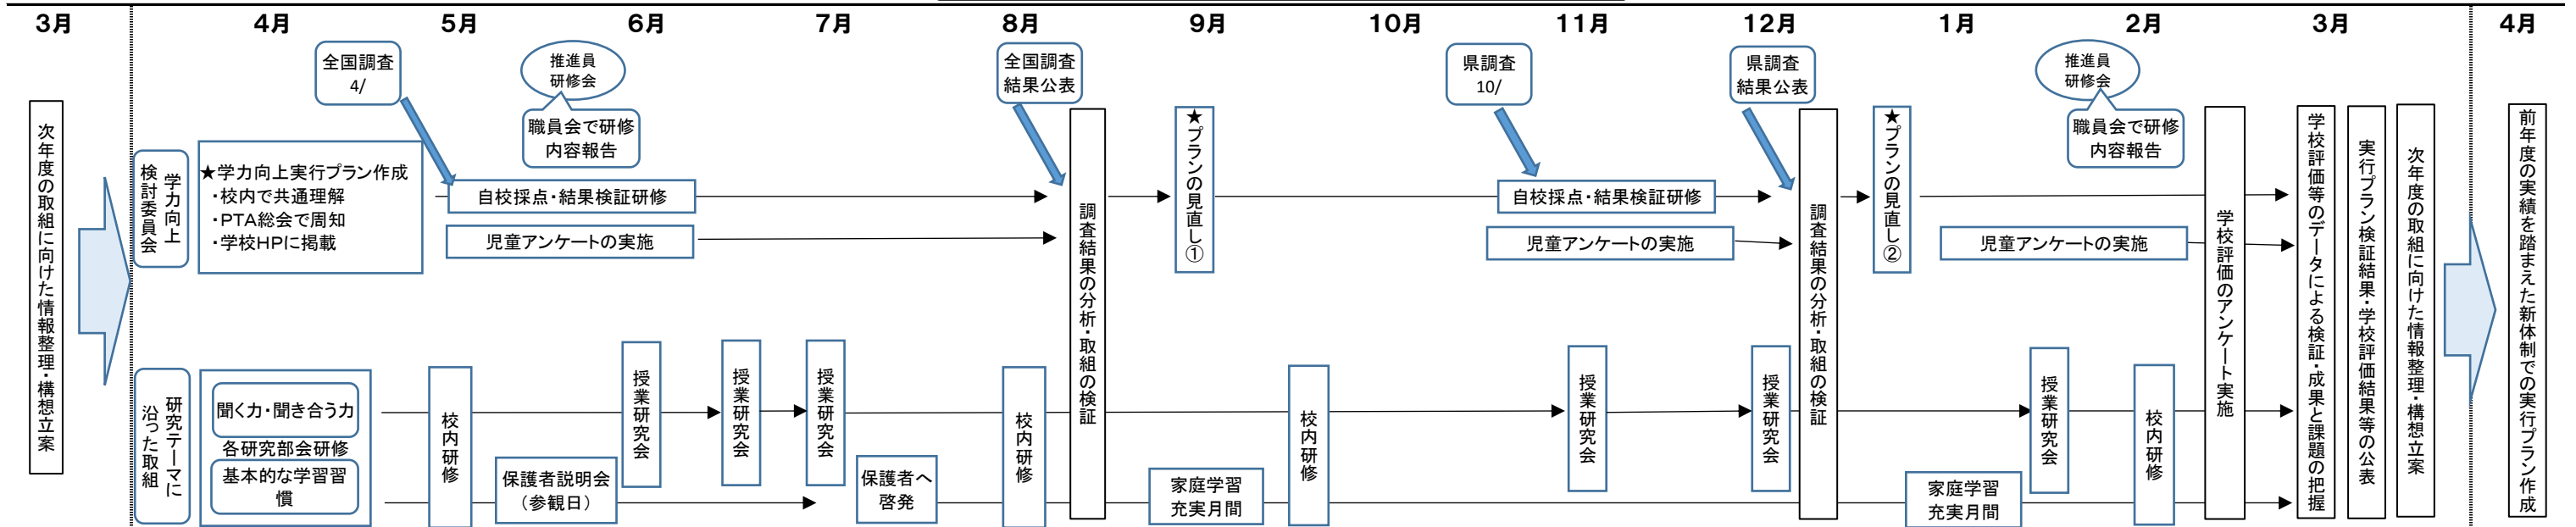 3月
4月
5月
6月
7月
8月
9月
10月
11月
12月
1月
2月
3月
4月
全国調査
4/
推進員
研修会
職員会で研修
内容報告
全国調査
結果公表
県調査
10/
県調査
結果公表
推進員
研修会
職員会で研修
内容報告
次年度の取組に向けた情報整理・構想立案
学力向上
検討委員会
★学力向上実行プラン作成
・校内で共通理解
・PTA総会で周知
・学校HPに掲載
自校採点・結果検証研修
児童アンケートの実施
調査結果の分析・取組の検証
★プランの見直し①
自校採点・結果検証研修
児童アンケートの実施
調査結果の分析・取組の検証
★プランの見直し②
児童アンケートの実施
学校評価のアンケート実施
学校評価等のデータによる検証・成果と課題の把握
実行プラン検証結果・学校評価結果等の公表
次年度の取組に向けた情報整理・構想立案
前年度の実績を踏まえた新体制での実行プラン作成
研究テーマに
沿った取組
聞く力・聞き合う力
各研究部会研修
基本的な学習習
慣
校内研修
保護者説明会
(参観日)
授業研究会
授業研究会
授業研究会
保護者へ
啓発
校内研修
家庭学習
充実月間
校内研修
授業研究会
授業研究会
家庭学習
充実月間
授業研究会
校内研修